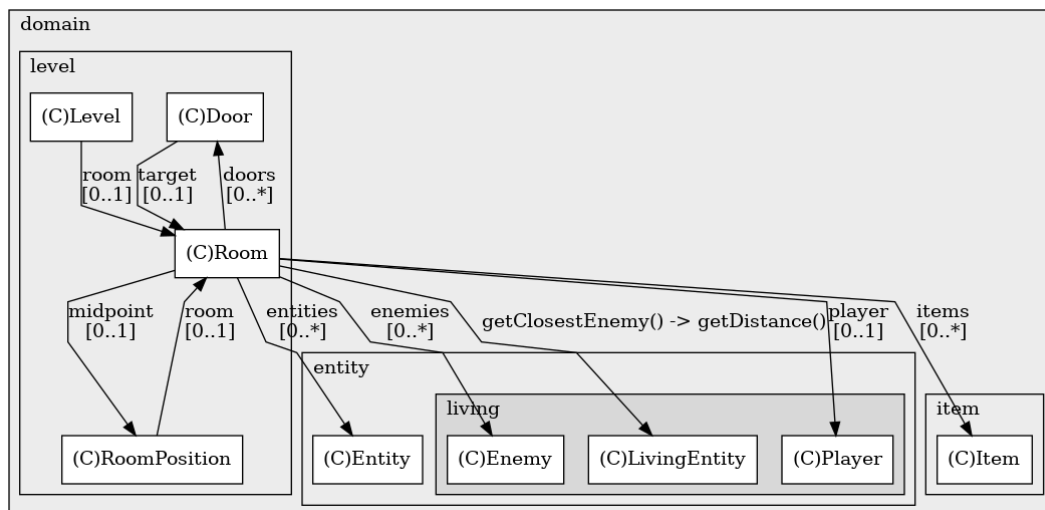 domain
level
(C)Level
(C)Door
room
[0..1]
target
[0..1]
doors
[0..*]
(C)Room
midpoint
[0..1]
room
[0..1]
entities
[0..*]
enemies
[0..*]
getClosestEnemy() -> getDistance()
player
[0..1]
items
[0..*]
entity
living
item
(C)RoomPosition
(C)Entity
(C)Enemy
(C)LivingEntity
(C)Player
(C)Item